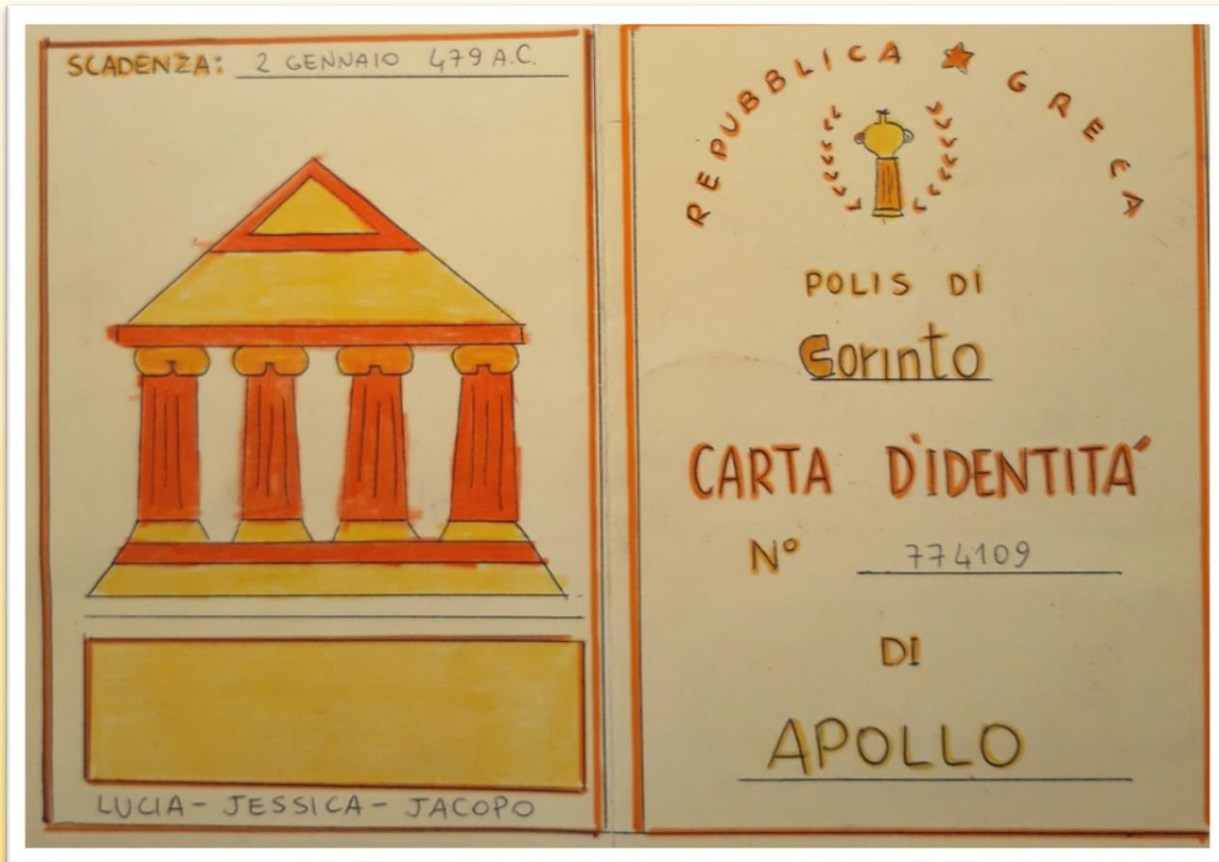 SCADENZA: 2 GENNAIO 479 A.C.
LUCIA - JESSICA - JACOPO
REPUBBLICA GRECA
POLIS DI
Corinto
CARTA D'IDENTITA'
N° 774109
DI
APOLLO